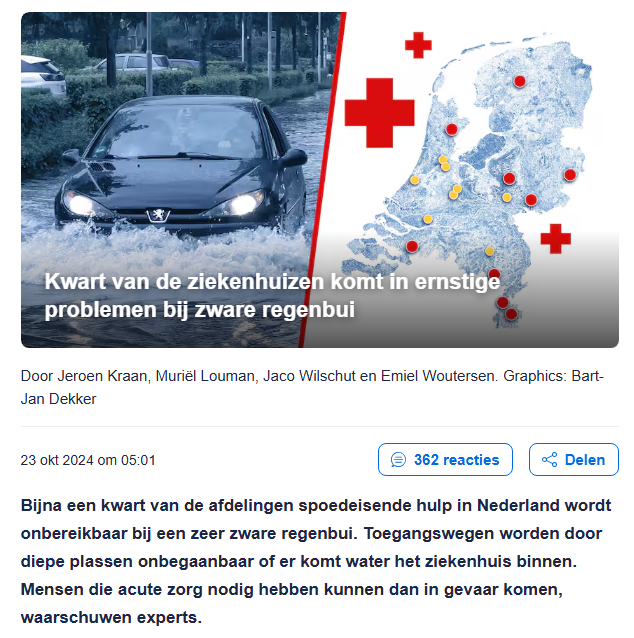 Kwart van de ziekenhuizen komt in ernstige
problemen bij zware regenbui
Door Jeroen Kraan, Muriël Louman, Jaco Wilschut en Emiel Woutersen. Graphics: Bart-
Jan Dekker
23 okt 2024 om 05:01
362 reacties
Delen
Bijna een kwart van de afdelingen spoedeisende hulp in Nederland wordt
onbereikbaar bij een zeer zware regenbui. Toegangswegen worden door
diepe plassen onbegaanbaar of er komt water het ziekenhuis binnen.
Mensen die acute zorg nodig hebben kunnen dan in gevaar komen,
waarschuwen experts.